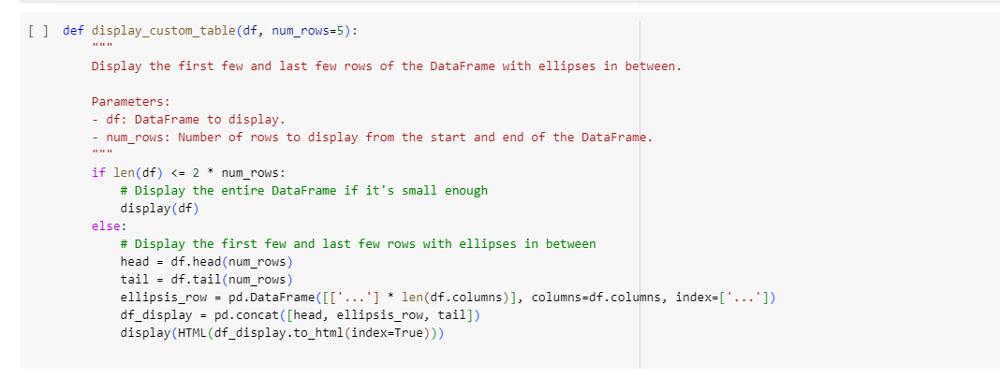 [ ] def display_custom_table(df, num_rows=5):
"""
Display the first few and last few rows of the DataFrame with ellipses in between.
Parameters:
- df: DataFrame to display.
- num_rows: Number of rows to display from the start and end of the DataFrame.
"""
if len(df) <= 2 * num_rows:
# Display the entire DataFrame if it's small enough
display(df)
else:
# Display the first few and last few rows with ellipses in between
head = df.head(num_rows)
tail = df.tail(num_rows)
ellipsis_row = pd.DataFrame([['...'] * len(df.columns)], columns=df.columns, index=['...'])
df_display = pd.concat([head, ellipsis_row, tail])
display(HTML(df_display.to_html(index=True)))